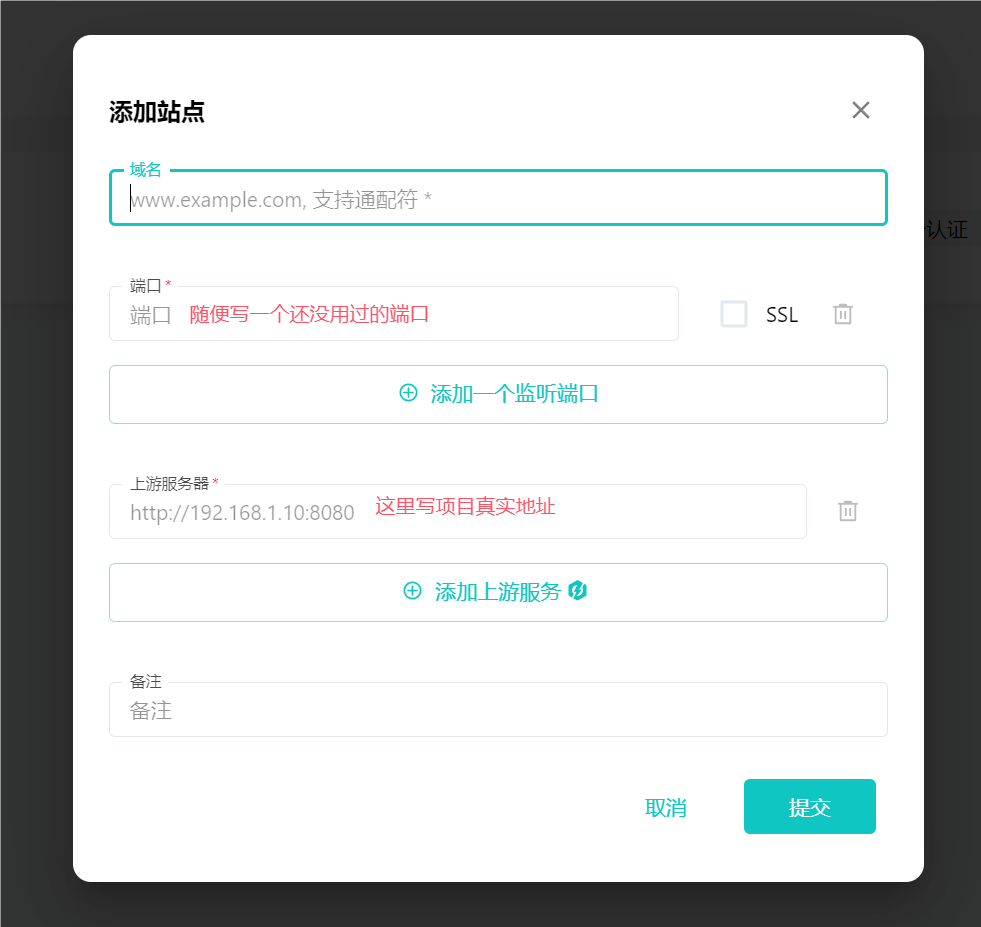 添加站点
域名
www.example.com, 支持通配符 *
认证
端口 *
端口 随便写一个还没用过的端口
SSL
添加一个监听端口
上游服务器 *
http://192.168.1.10:8080 这里写项目真实地址
添加上游服务
备注
备注
取消
提交